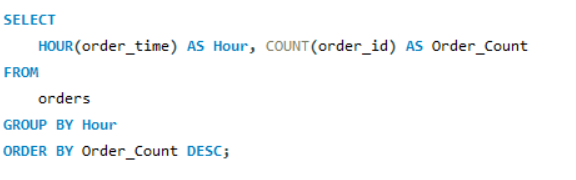 SELECT
HOUR(order_time) AS Hour, COUNT(order_id) AS Order_Count
FROM
orders
GROUP BY Hour
ORDER BY Order_Count DESC;